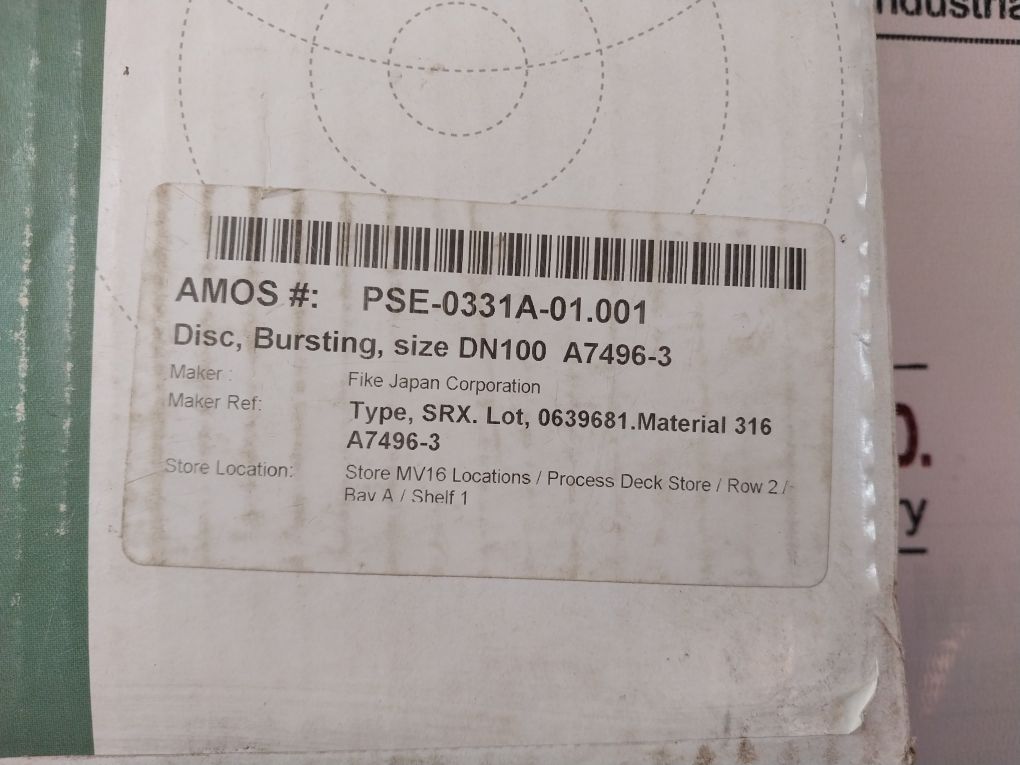 AMOS #: PSE-0331A-01.001
Disc, Bursting, size DN100 A7496-3
Maker : Fike Japan Corporation
Maker Ref: Type, SRX. Lot, 0639681.Material 316
A7496-3
Store Location: Store MV16 Locations / Process Deck Store / Row 2 /
Bay A / Shelf 1